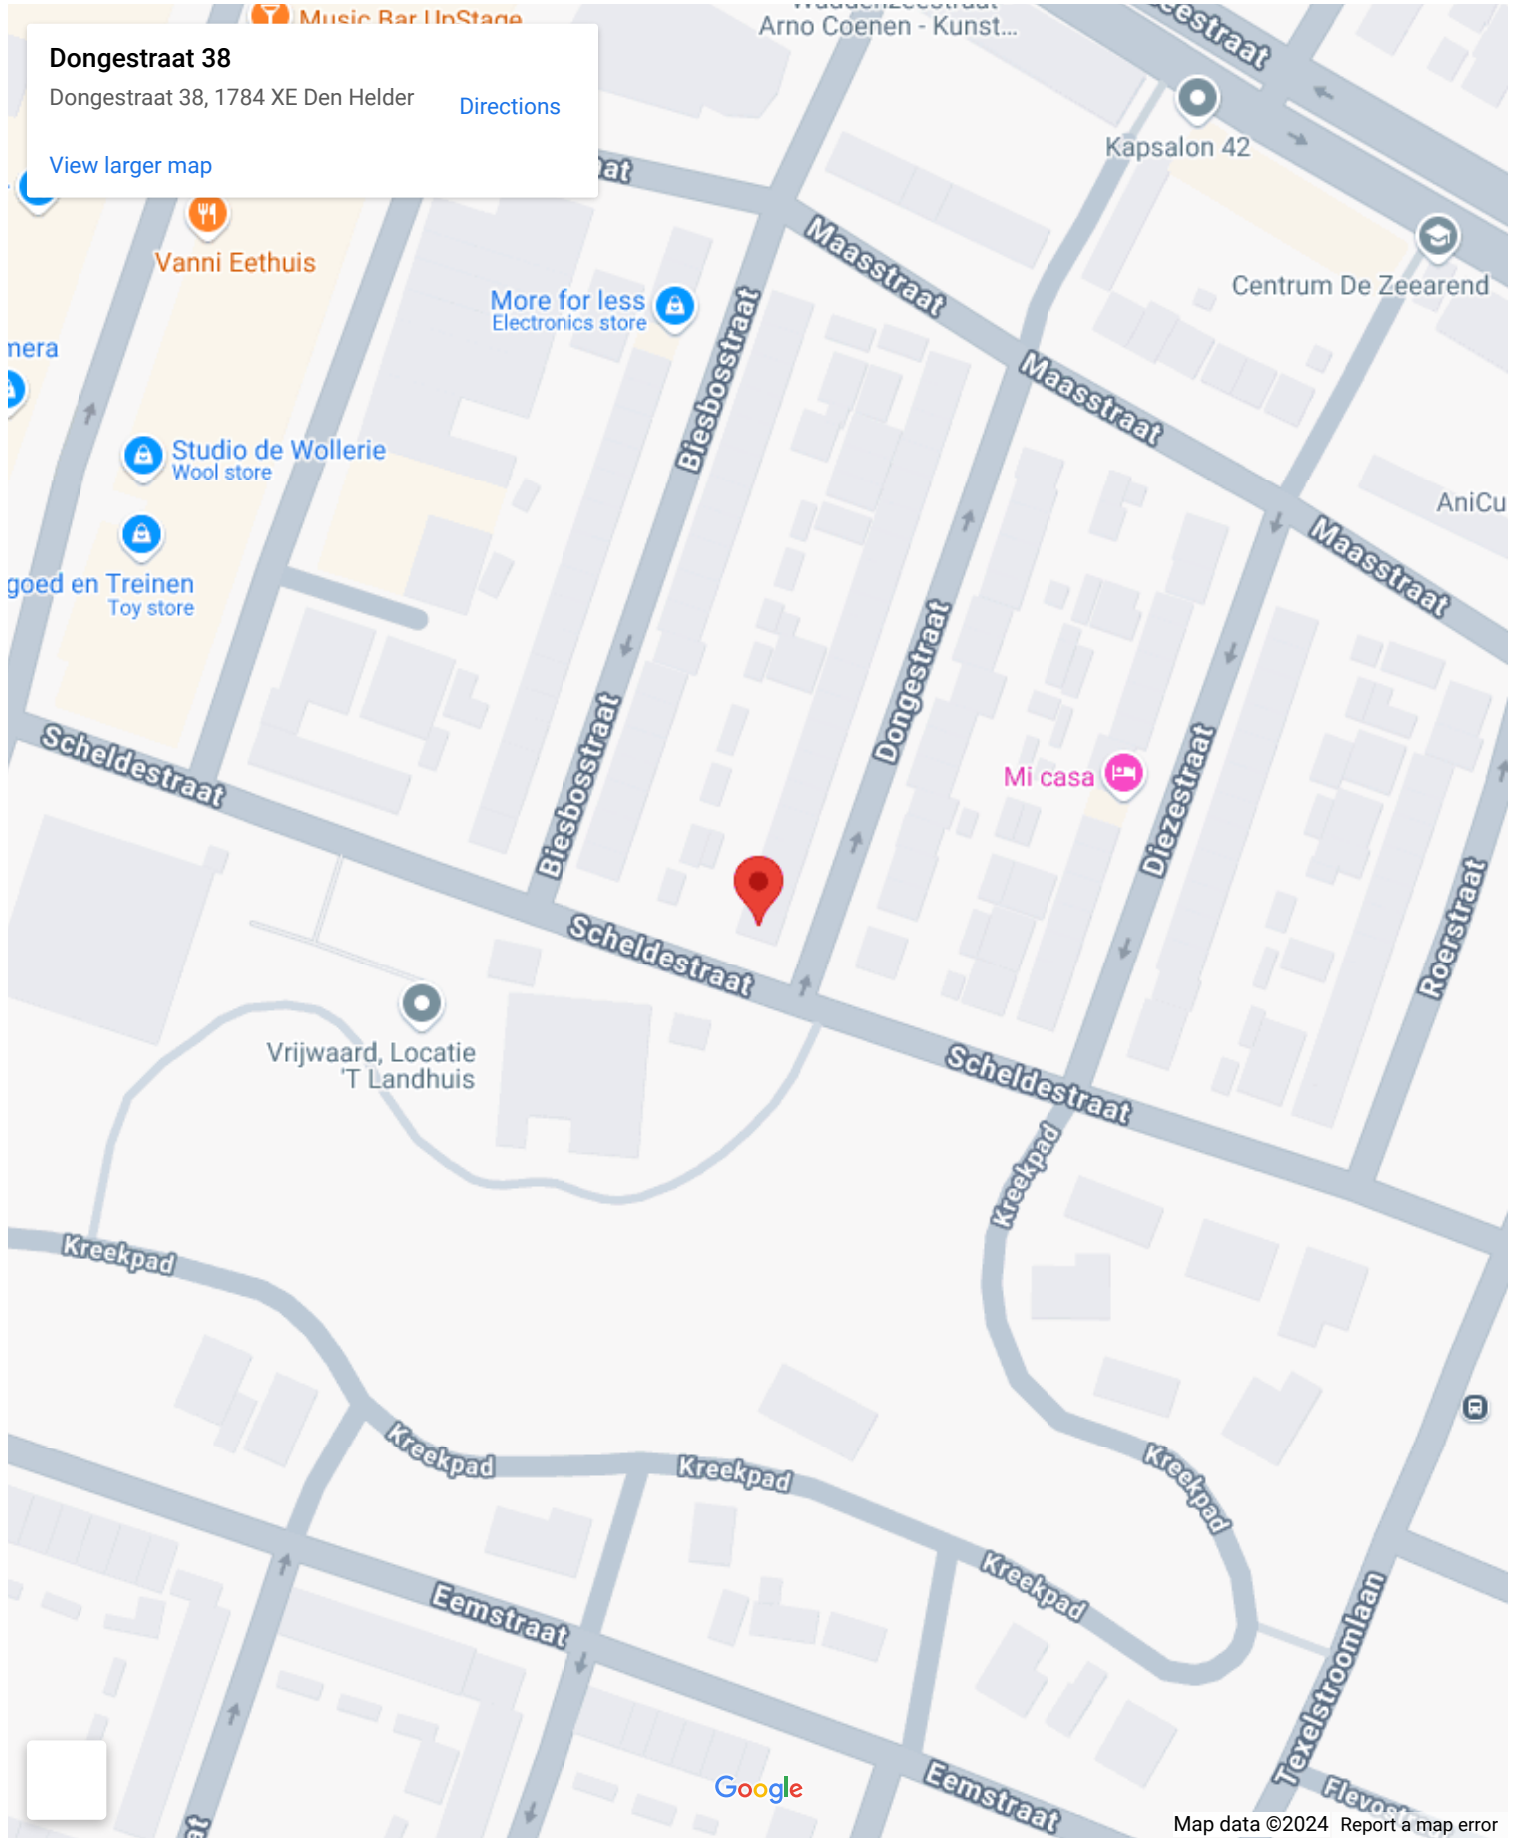 Music Bar UpStage
Arno Coenen - Kunst...
Dongestraat 38
Dongestraat 38, 1784 XE Den Helder
Directions
View larger map
Kapsalon 42
Centrum De Zeearend
Vanni Eethuis
More for less
Electronics store
Maasstraat
Maasstraat
Maasstraat
Biesbosstraat
Studio de Wollerie
Wool store
AniCu
goed en Treinen
Toy store
Dongestraat
Biesbosstraat
Scheldestraat
Mi casa
Diezestraat
Roerstraat
Scheldestraat
Vrijwaard, Locatie
'T Landhuis
Scheldestraat
Kreekpad
Kreekpad
Kreekpad
Kreekpad
Kreekpad
Kreekpad
Eemstraat
Texelstroomlaan
Google
Eemstraat
Map data ©2024
Report a map error